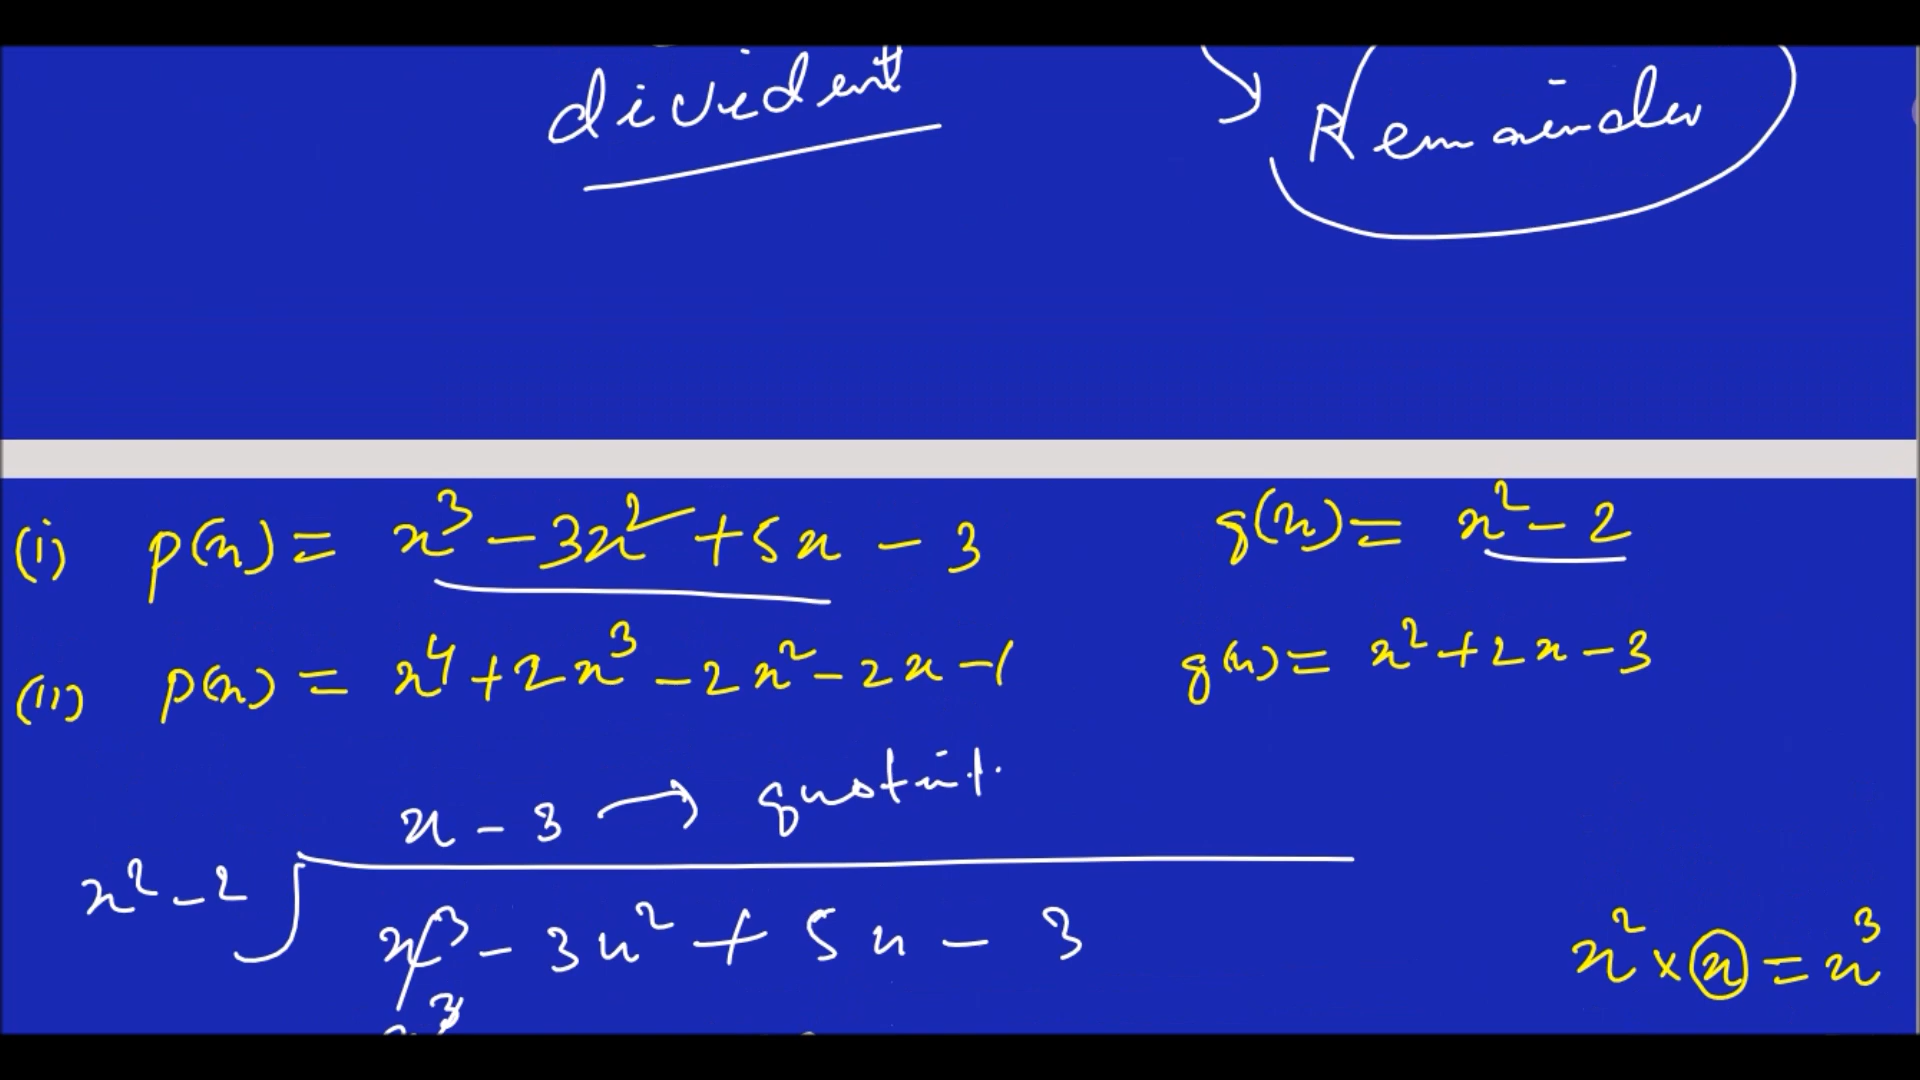 divident
Remainder
(i) p(x) = x³ - 3x² + 5x - 3 g(x) = x² - 2
(ii) p(x) = x⁴ + 2x³ - 2x² - 2x - 1 g(x) = x² + 2x - 3
x - 3 → quotint.
x² - 2 x³ - 3x² + 5x - 3
x² × x = x³